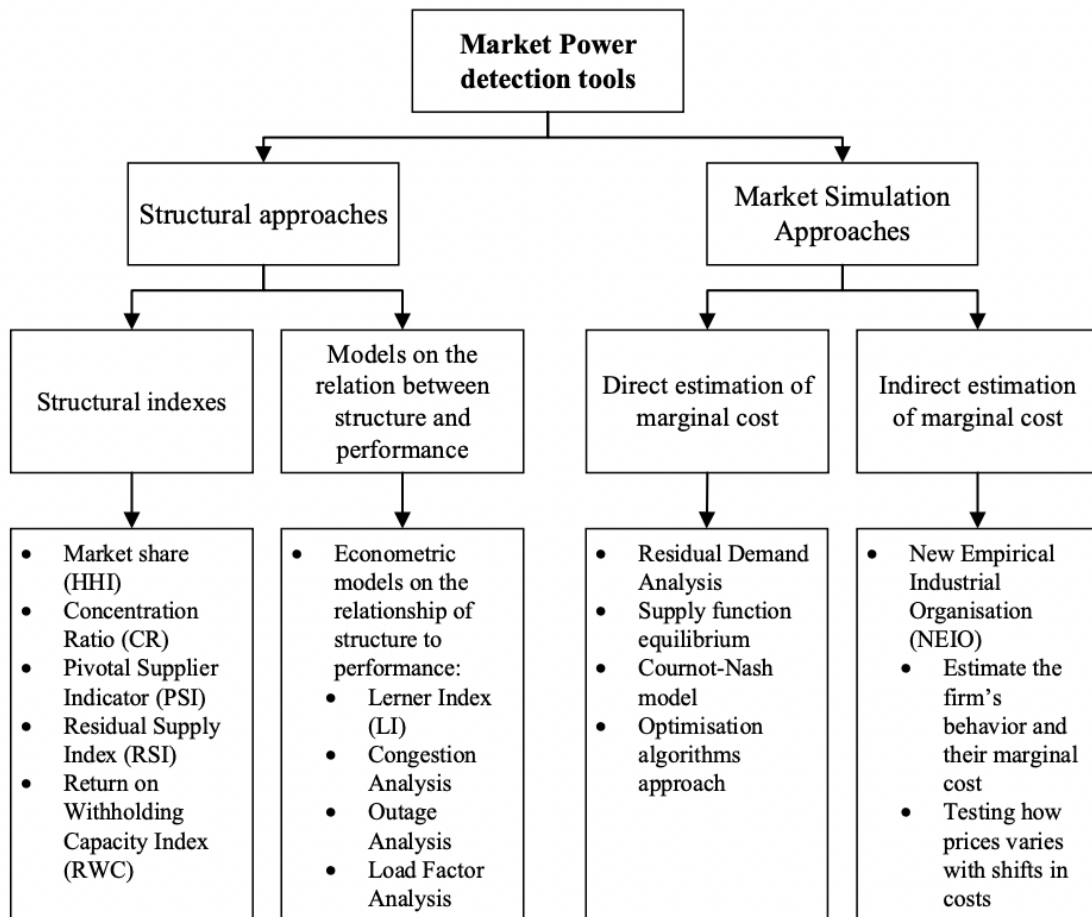 Market Power
detection tools
Structural approaches
Market Simulation
Approaches
Structural indexes
Models on the
relation between
structure and
performance
Direct estimation of
marginal cost
Indirect estimation
of marginal cost
• Market share
(HHI)
• Concentration
Ratio (CR)
• Pivotal Supplier
Indicator (PSI)
• Residual Supply
Index (RSI)
• Return on
Withholding
Capacity Index
(RWC)
• Econometric
models on the
relationship of
structure to
performance:
• Lerner Index
(LI)
• Congestion
Analysis
• Outage
Analysis
• Load Factor
Analysis
• Residual Demand
Analysis
• Supply function
equilibrium
• Cournot-Nash
model
• Optimisation
algorithms
approach
• New Empirical
Industrial
Organisation
(NEIO)
• Estimate the
firm's
behavior and
their marginal
cost
• Testing how
prices varies
with shifts in
costs